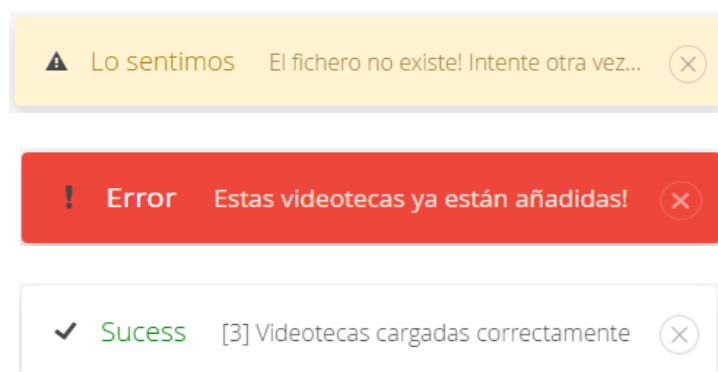 Lo sentimos El fichero no existe! Intente otra vez...
Error Estas videotecas ya están añadidas!
Sucess [3] Videotecas cargadas correctamente